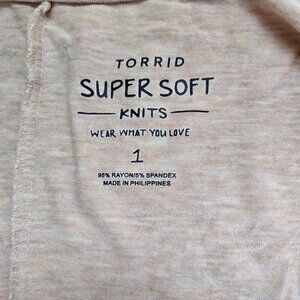 TORRID
SUPER SOFT
KNITS
WEAR WHAT YOU LOVE
1
95% RAYON/5% SPANDEX
MADE IN PHILIPPINES